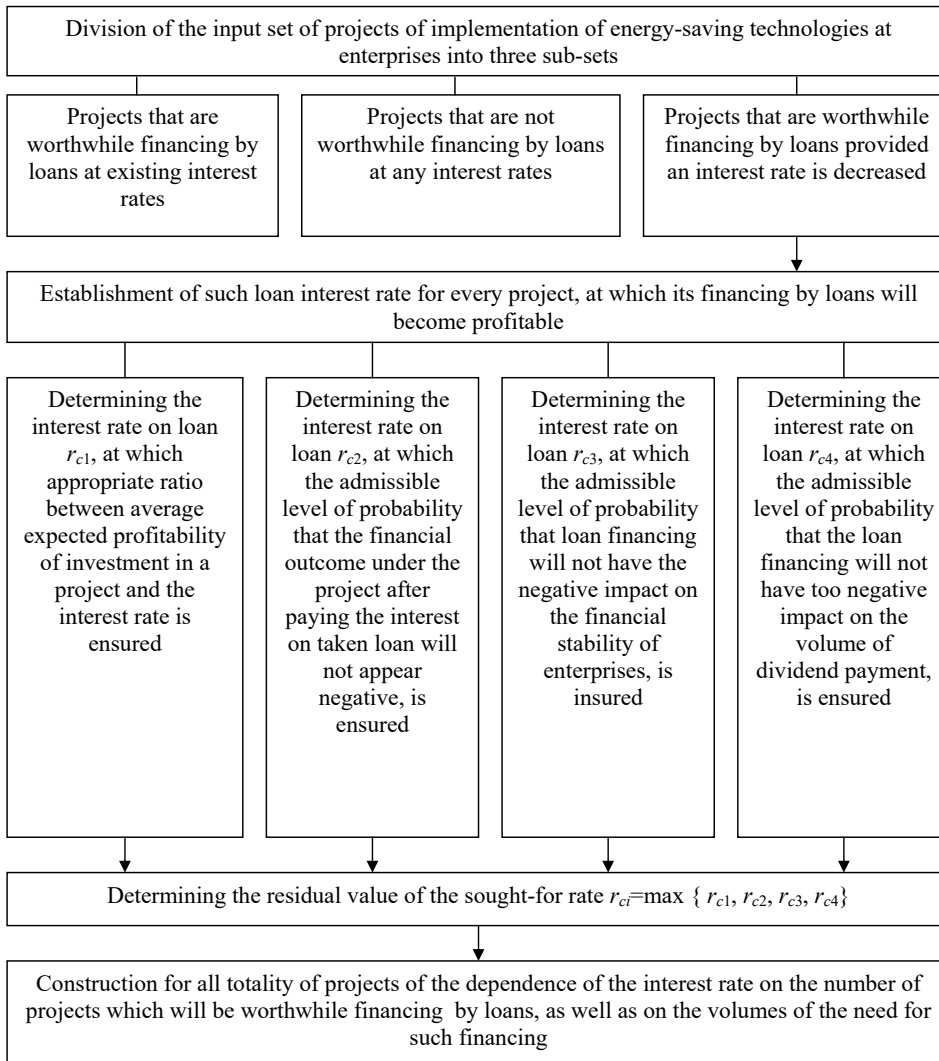 Division of the input set of projects of implementation of energy-saving technologies at
enterprises into three sub-sets
Projects that are
worthwhile financing by
loans at existing interest
rates
Projects that are not
worthwhile financing by loans
at any interest rates
Projects that are worthwhile
financing by loans provided
an interest rate is decreased
Establishment of such loan interest rate for every project, at which its financing by loans will
become profitable
Determining the
interest rate on loan
rc1, at which
appropriate ratio
between average
expected profitability
of investment in a
project and the
interest rate is
ensured
Determining the
interest rate on
loan rc2, at which
the admissible
level of probability
that the financial
outcome under the
project after
paying the interest
on taken loan will
not appear
negative, is
ensured
Determining the
interest rate on
loan rc3, at which
the admissible
level of probability
that loan financing
will not have the
negative impact on
the financial
stability of
enterprises, is
insured
Determining the
interest rate on
loan rc4, at which
the admissible
level of probability
that the loan
financing will not
have too negative
impact on the
volume of
dividend payment,
is ensured
Determining the residual value of the sought-for rate rci=max { rc1, rc2, rc3, rc4}
Construction for all totality of projects of the dependence of the interest rate on the number of
projects which will be worthwhile financing by loans, as well as on the volumes of the need for
such financing